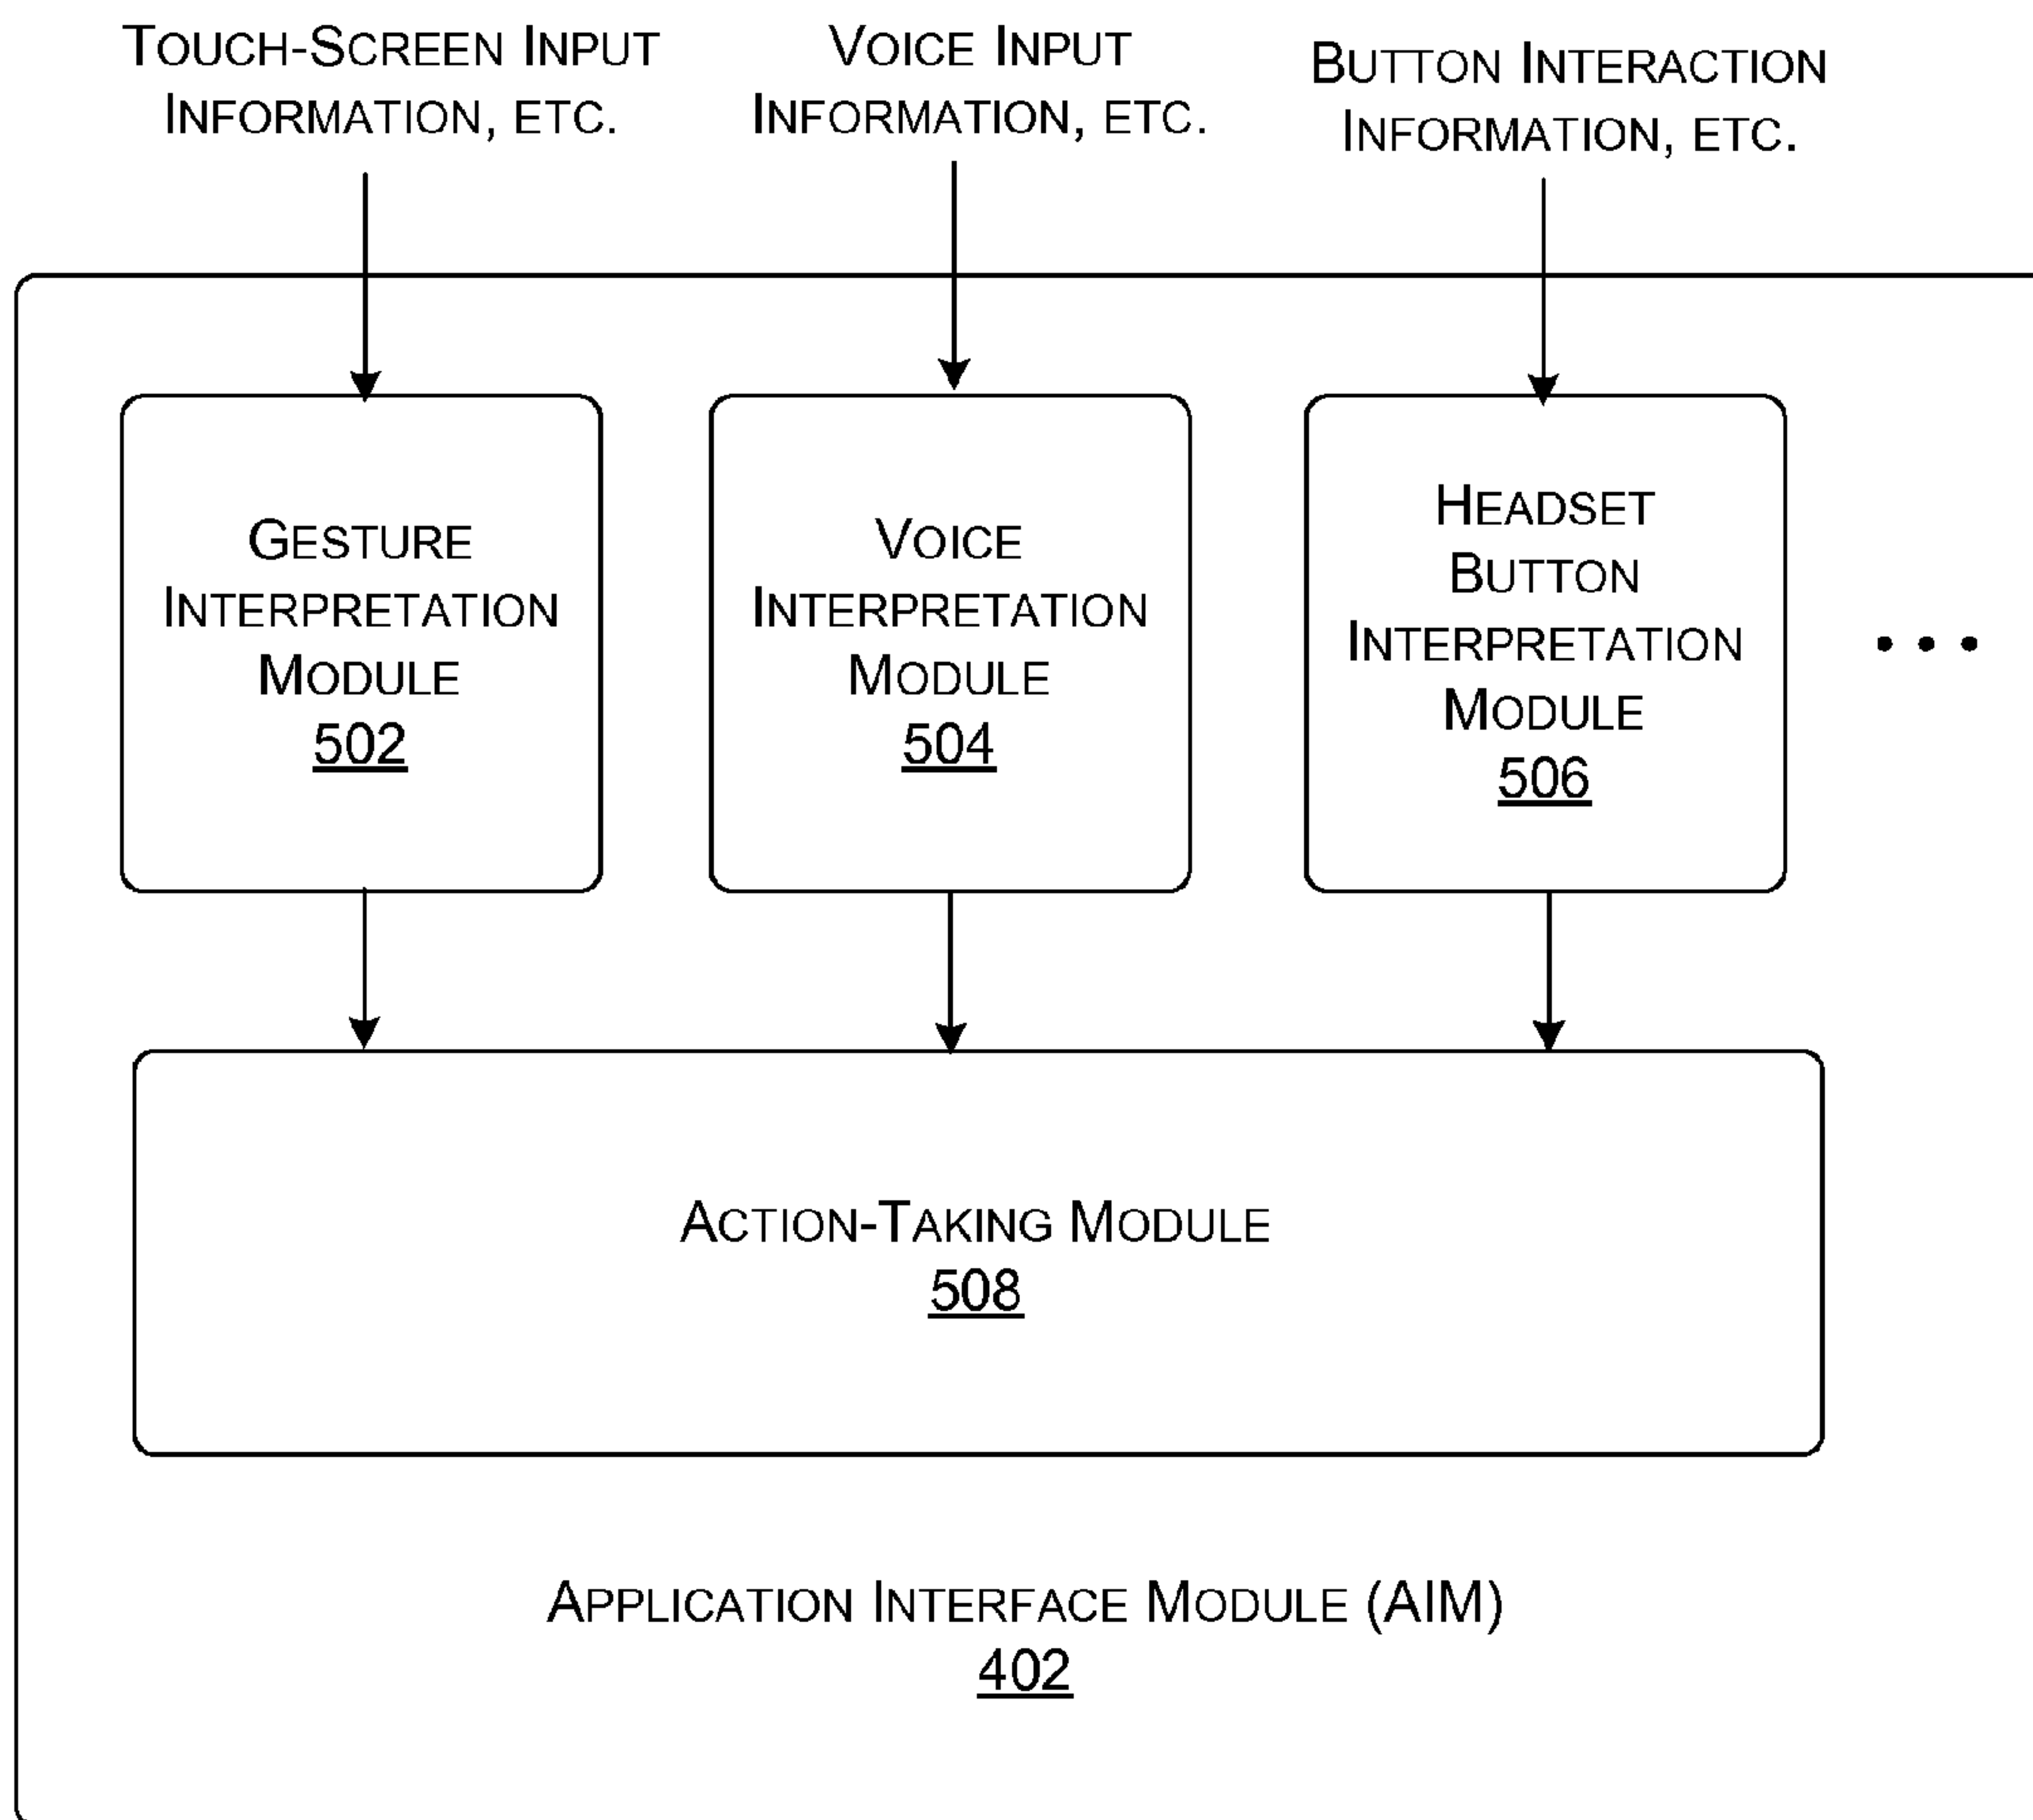 TOUCH-SCREEN INPUT
INFORMATION, ETC.
VOICE INPUT
INFORMATION, ETC.
BUTTON INTERACTION
INFORMATION, ETC.
GESTURE
INTERPRETATION
MODULE
502
VOICE
INTERPRETATION
MODULE
504
HEADSET
BUTTON
INTERPRETATION
MODULE
506
• • •
ACTION-TAKING MODULE
508
APPLICATION INTERFACE MODULE (AIM)
402